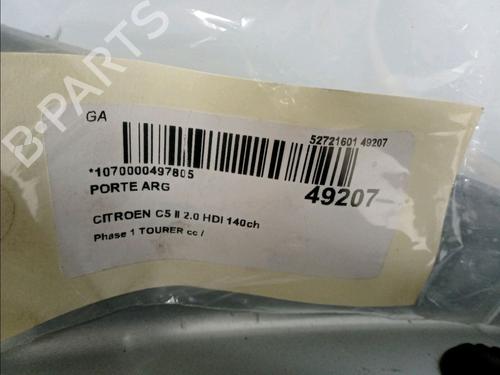 GA
52721601 49207
*1070000497805
PORTE ARG
49207
CITROEN C5 II 2.0 HDI 140ch
Phase 1 TOURER cc /
B-PARTS